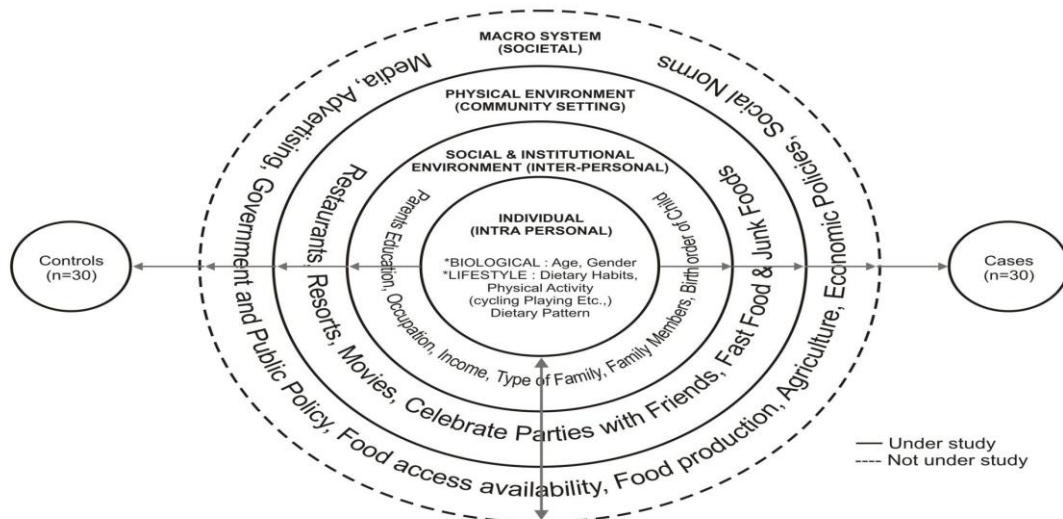 MACRO SYSTEM
(SOCIETAL)
Media, Advertising, Government and Public Policy, Food access availability, Food production, Agriculture, Economic Policies, Social Norms
PHYSICAL ENVIRONMENT
(COMMUNITY SETTING)
Restaurants, Resorts, Movies, Celebrate Parties with Friends, Fast Food & Junk Foods
SOCIAL & INSTITUTIONAL
ENVIRONMENT (INTER-PERSONAL)
Parents Education, Occupation, Income, Type of Family, Family Members, Birth order of Child
INDIVIDUAL
(INTRA PERSONAL)
*BIOLOGICAL : Age, Gender
*LIFESTYLE : Dietary Habits,
Physical Activity
(cycling Playing Etc.,)
Dietary Pattern
Controls
(n=30)
Cases
(n=30)
Under study
Not under study